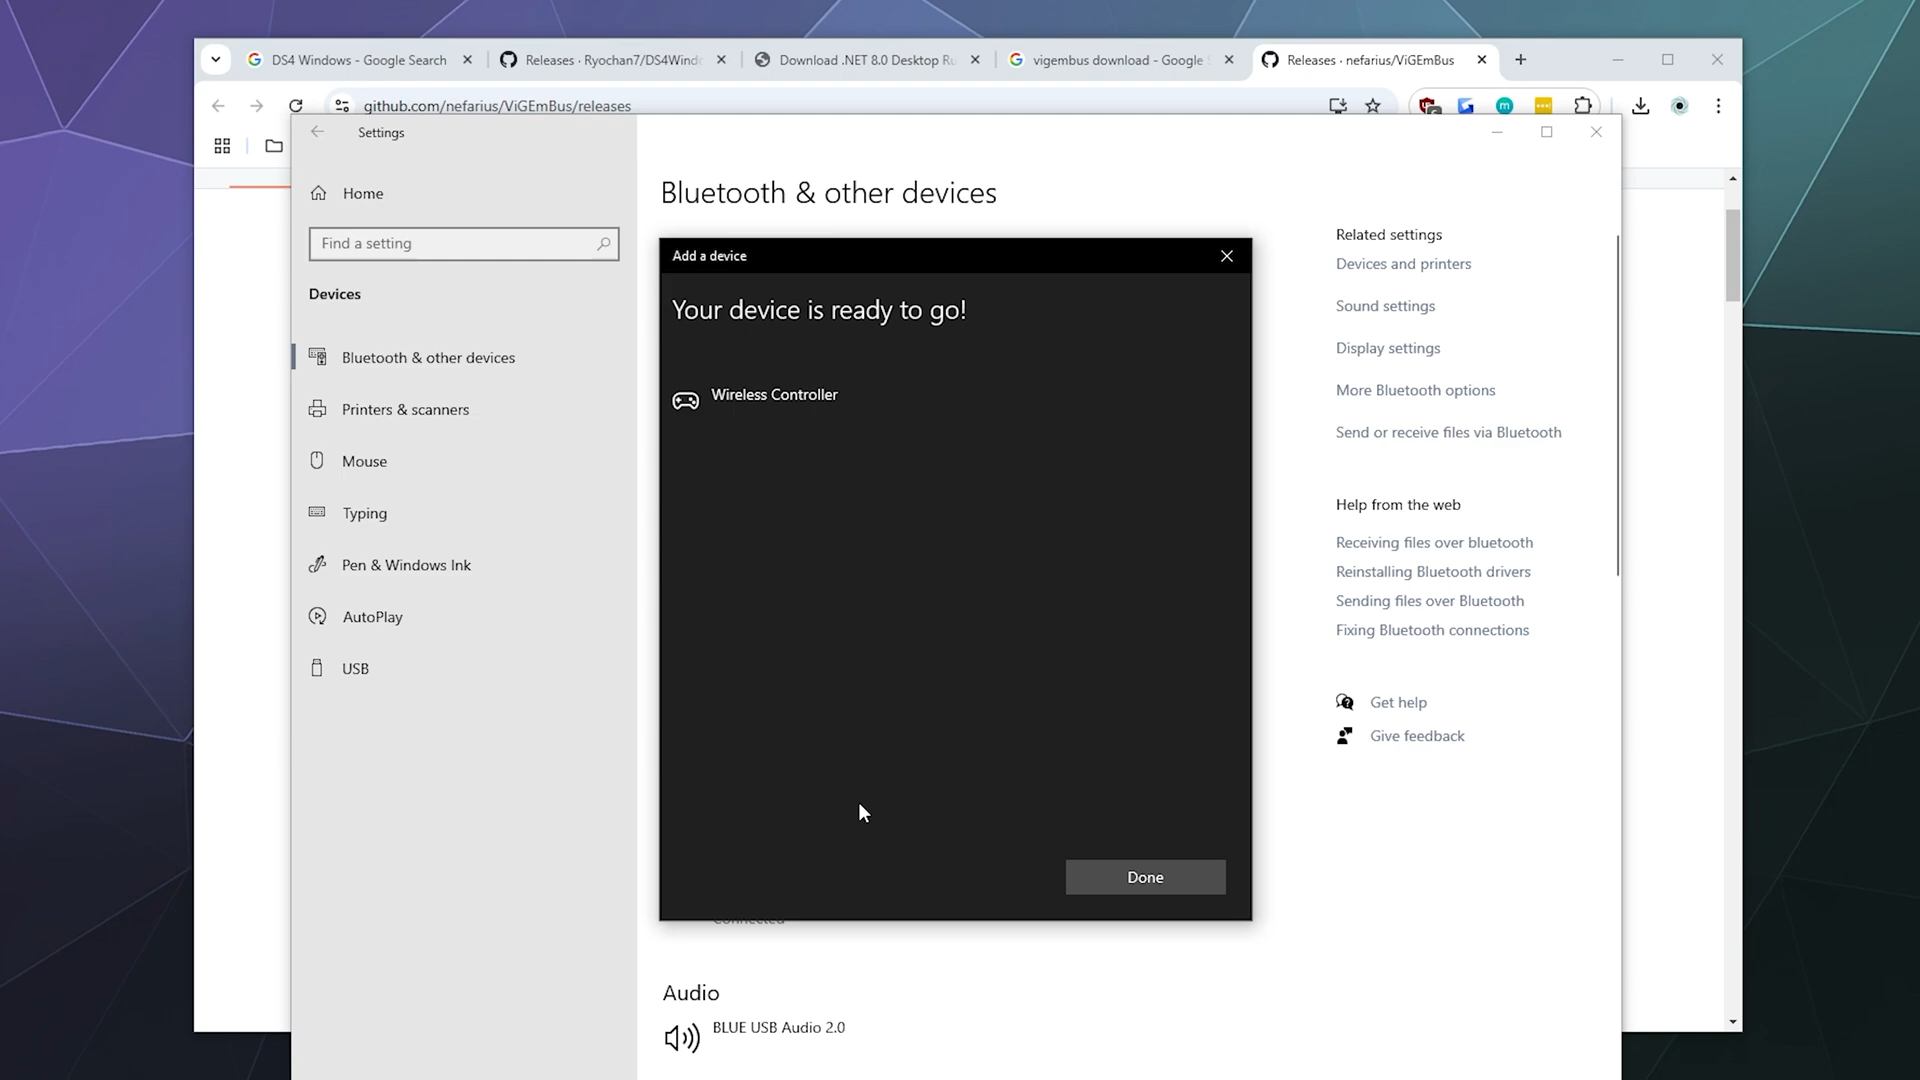 DS4 Windows - Google Search
Releases · Ryochan7/DS4Wind
Download .NET 8.0 Desktop Ru
vigembus download - Google S
Releases · nefarius/ViGEmBus
github.com/nefarius/ViGEmBus/releases
Settings
Home
Find a setting
Devices
Bluetooth & other devices
Printers & scanners
Mouse
Typing
Pen & Windows Ink
AutoPlay
USB
Bluetooth & other devices
Add a device
Your device is ready to go!
Wireless Controller
Done
Connected
Audio
BLUE USB Audio 2.0
Related settings
Devices and printers
Sound settings
Display settings
More Bluetooth options
Send or receive files via Bluetooth
Help from the web
Receiving files over bluetooth
Reinstalling Bluetooth drivers
Sending files over Bluetooth
Fixing Bluetooth connections
Get help
Give feedback